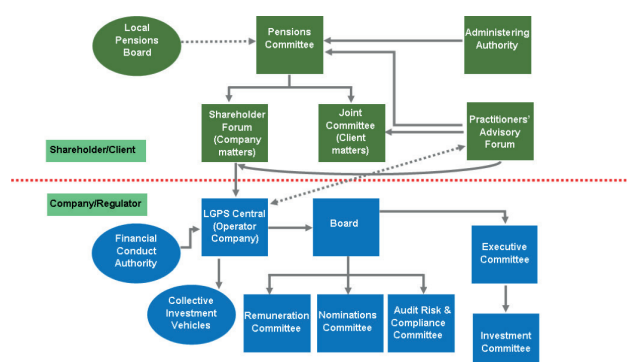 Local
Pensions
Board
Pensions
Committee
Administering
Authority
Shareholder
Forum
(Company
matters)
Joint
Committee
(Client
matters)
Practitioners'
Advisory
Forum
Shareholder/Client
Company/Regulator
Financial
Conduct
Authority
LGPS Central
(Operator
Company)
Board
Executive
Committee
Collective
Investment
Vehicles
Remuneration
Committee
Nominations
Committee
Audit Risk &
Compliance
Committee
Investment
Committee